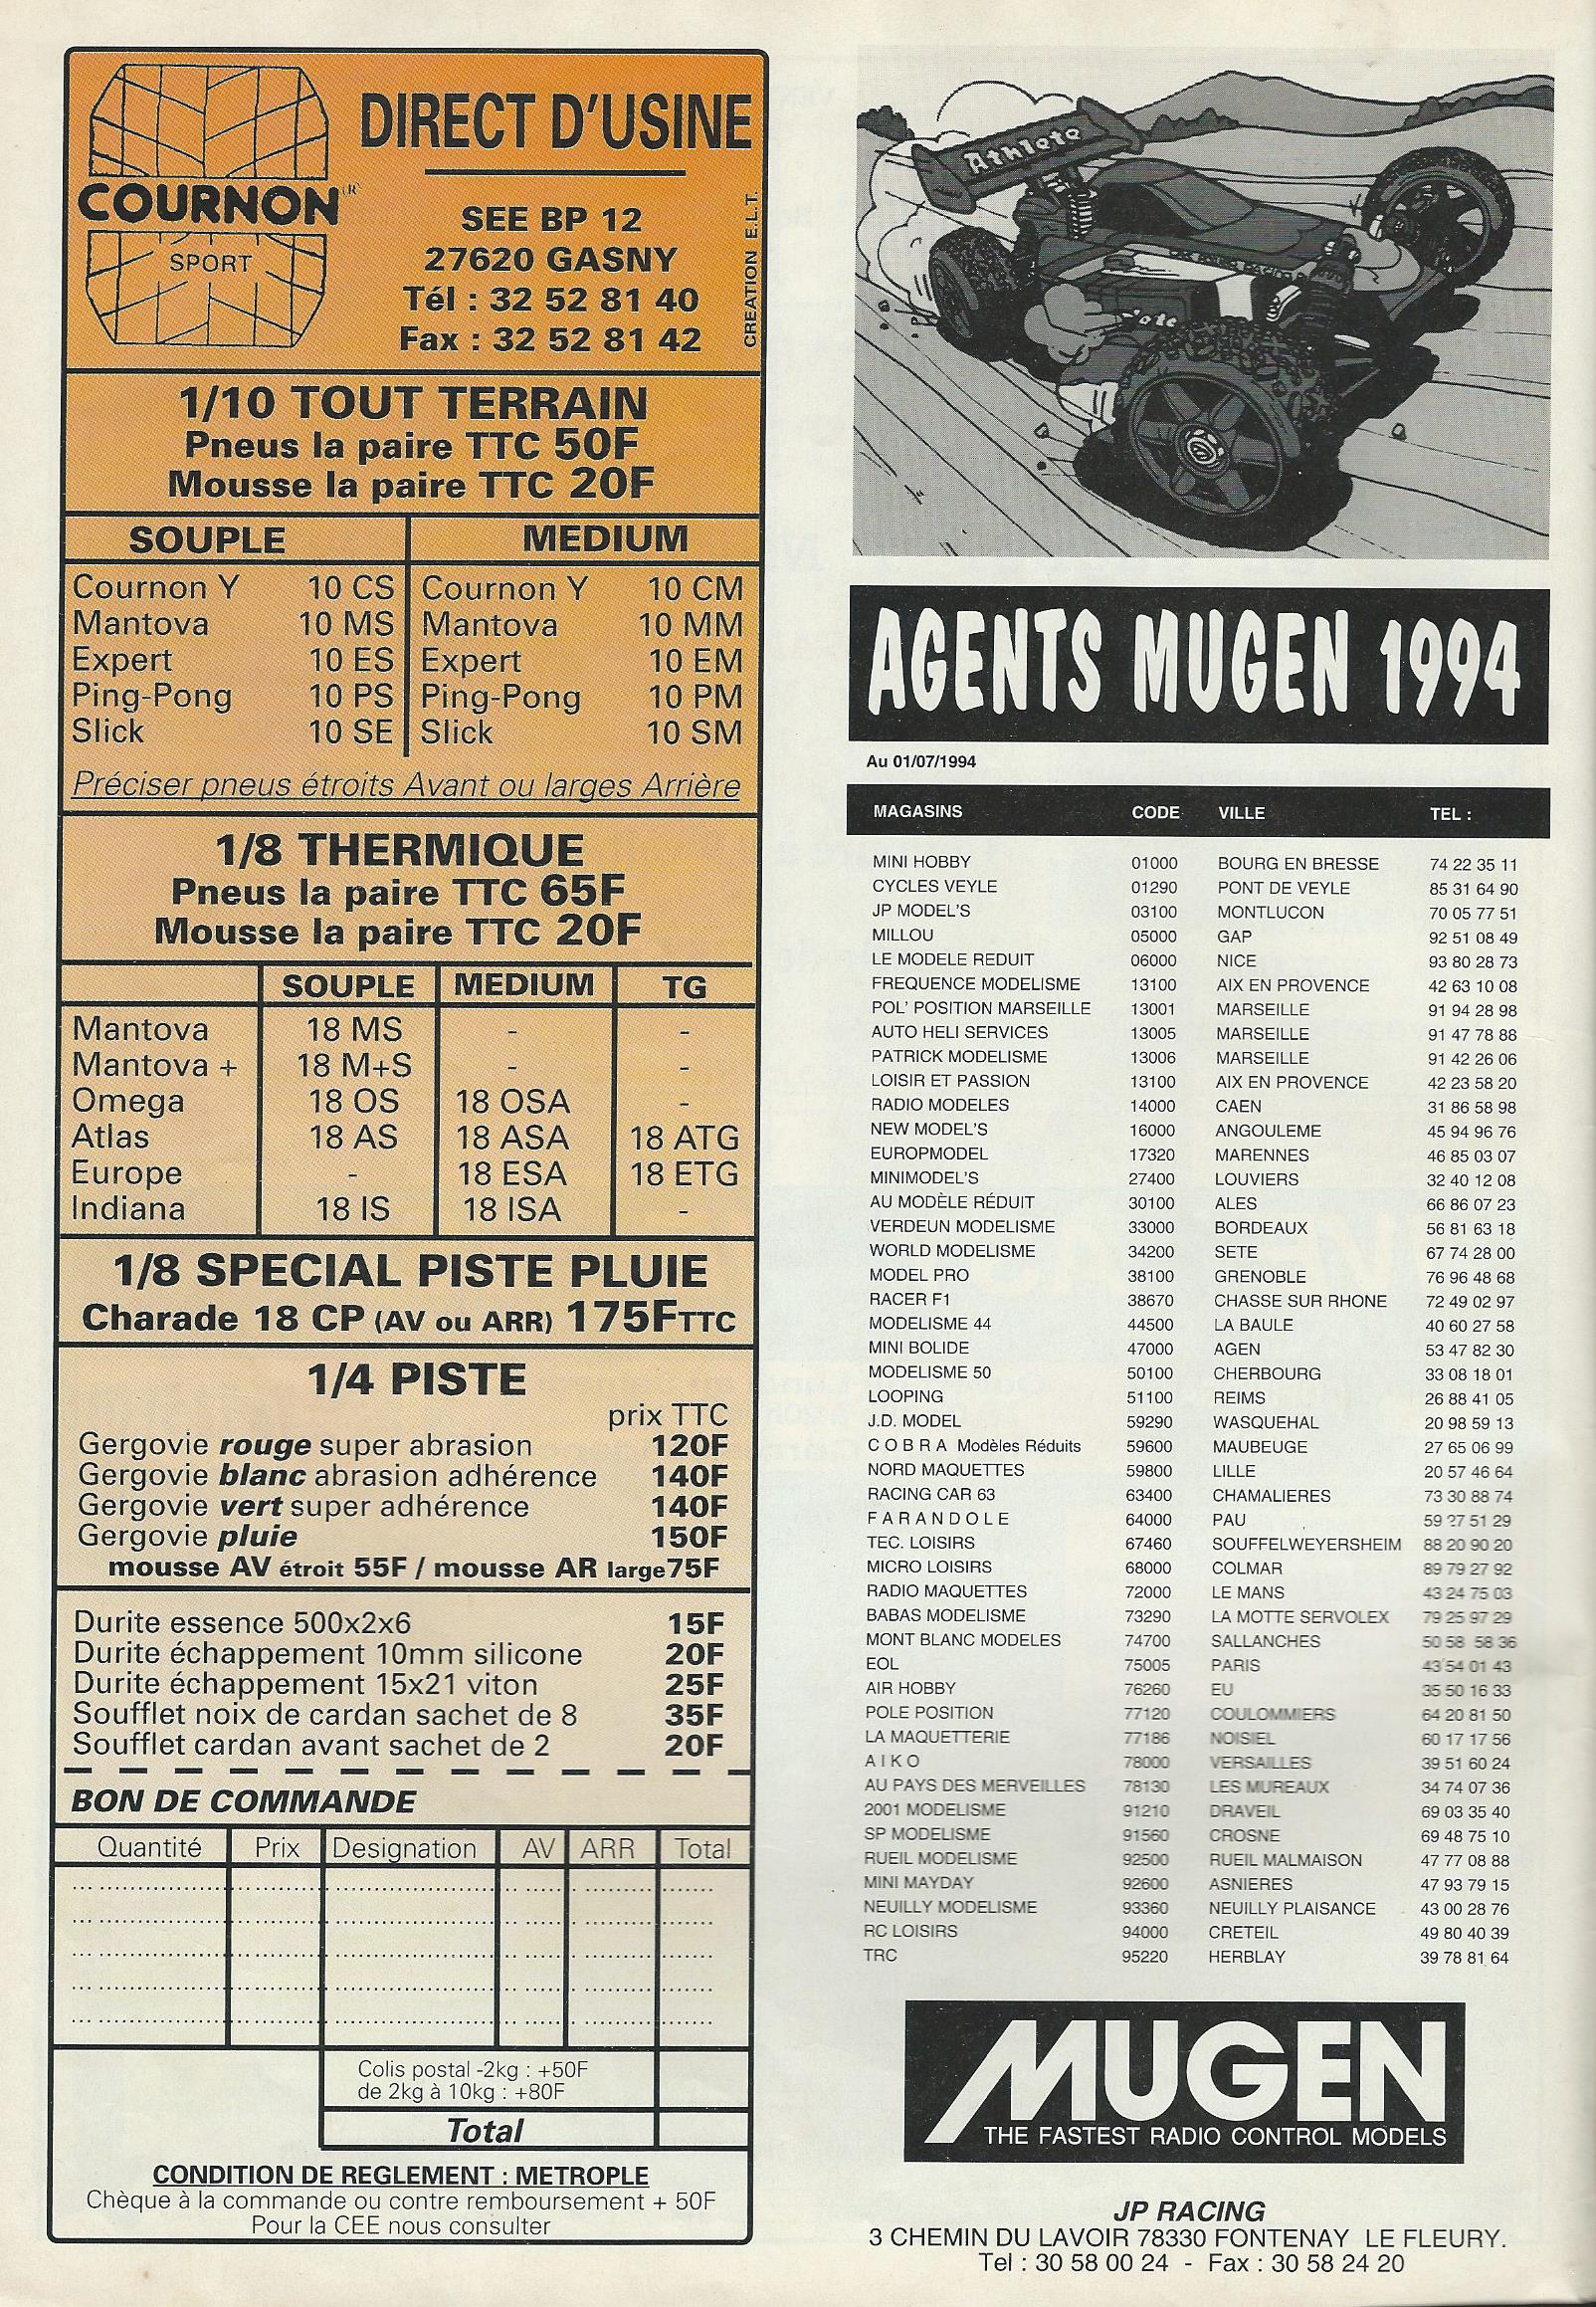 COURNON (R)
SPORT
DIRECT D'USINE
SEE BP 12
27620 GASNY
Tél : 32 52 81 40
Fax : 32 52 81 42
CREATION E.L.T.
1/10 TOUT TERRAIN
Pneus la paire TTC 50F
Mousse la paire TTC 20F
SOUPLE MEDIUM
Cournon Y 10 CS Cournon Y 10 CM
Mantova 10 MS Mantova 10 MM
Expert 10 ES Expert 10 EM
Ping-Pong 10 PS Ping-Pong 10 PM
Slick 10 SE Slick 10 SM
Préciser pneus étroits Avant ou larges Arrière
1/8 THERMIQUE
Pneus la paire TTC 65F
Mousse la paire TTC 20F
SOUPLE MEDIUM TG
Mantova 18 MS - -
Mantova + 18 M+S - -
Omega 18 OS 18 OSA -
Atlas 18 AS 18 ASA 18 ATG
Europe - 18 ESA 18 ETG
Indiana 18 IS 18 ISA -
1/8 SPECIAL PISTE PLUIE
Charade 18 CP (AV ou ARR) 175F TTC
1/4 PISTE
prix TTC
Gergovie rouge super abrasion 120F
Gergovie blanc abrasion adhérence 140F
Gergovie vert super adhérence 140F
Gergovie pluie 150F
mousse AV étroit 55F / mousse AR large 75F
Durite essence 500x2x6 15F
Durite échappement 10mm silicone 20F
Durite échappement 15x21 viton 25F
Soufflet noix de cardan sachet de 8 35F
Soufflet cardan avant sachet de 2 20F
BON DE COMMANDE
Quantité Prix Designation AV ARR Total
Colis postal -2kg : +50F
de 2kg à 10kg : +80F
Total
CONDITION DE REGLEMENT : METROPLE
Chèque à la commande ou contre remboursement + 50F
Pour la CEE nous consulter
Athlete
AGENTS MUGEN 1994
Au 01/07/1994
MAGASINS CODE VILLE TEL :
MINI HOBBY 01000 BOURG EN BRESSE 74 22 35 11
CYCLES VEYLE 01290 PONT DE VEYLE 85 31 64 90
JP MODEL'S 03100 MONTLUCON 70 05 77 51
MILLOU 05000 GAP 92 51 08 49
LE MODELE REDUIT 06000 NICE 93 80 28 73
FREQUENCE MODELISME 13100 AIX EN PROVENCE 42 63 10 08
POL' POSITION MARSEILLE 13001 MARSEILLE 91 94 28 98
AUTO HELI SERVICES 13005 MARSEILLE 91 47 78 88
PATRICK MODELISME 13006 MARSEILLE 91 42 26 06
LOISIR ET PASSION 13100 AIX EN PROVENCE 42 23 58 20
RADIO MODELES 14000 CAEN 31 86 58 98
NEW MODEL'S 16000 ANGOULEME 45 94 96 76
EUROPMODEL 17320 MARENNES 46 85 03 07
MINIMODEL'S 27400 LOUVIERS 32 40 12 08
AU MODÈLE RÉDUIT 30100 ALES 66 86 07 23
VERDEUN MODELISME 33000 BORDEAUX 56 81 63 18
WORLD MODELISME 34200 SETE 67 74 28 00
MODEL PRO 38100 GRENOBLE 76 96 48 68
RACER F1 38670 CHASSE SUR RHONE 72 49 02 97
MODELISME 44 44500 LA BAULE 40 60 27 58
MINI BOLIDE 47000 AGEN 53 47 82 30
MODELISME 50 50100 CHERBOURG 33 08 18 01
LOOPING 51100 REIMS 26 88 41 05
J.D. MODEL 59290 WASQUEHAL 20 98 59 13
C O B R A Modèles Réduits 59600 MAUBEUGE 27 65 06 99
NORD MAQUETTES 59800 LILLE 20 57 46 64
RACING CAR 63 63400 CHAMALIERES 73 30 88 74
F A R A N D O L E 64000 PAU 59 27 51 29
TEC. LOISIRS 67460 SOUFFELWEYERSHEIM 88 20 90 20
MICRO LOISIRS 68000 COLMAR 89 79 27 92
RADIO MAQUETTES 72000 LE MANS 43 24 75 03
BABAS MODELISME 73290 LA MOTTE SERVOLEX 79 25 97 29
MONT BLANC MODELES 74700 SALLANCHES 50 58 58 36
EOL 75005 PARIS 43 54 01 43
AIR HOBBY 76260 EU 35 50 16 33
POLE POSITION 77120 COULOMMIERS 64 20 81 50
LA MAQUETTERIE 77186 NOISIEL 60 17 17 56
A I K O 78000 VERSAILLES 39 51 60 24
AU PAYS DES MERVEILLES 78130 LES MUREAUX 34 74 07 36
2001 MODELISME 91210 DRAVEIL 69 03 35 40
SP MODELISME 91560 CROSNE 69 48 75 10
RUEIL MODELISME 92500 RUEIL MALMAISON 47 77 08 88
MINI MAYDAY 92600 ASNIERES 47 93 79 15
NEUILLY MODELISME 93360 NEUILLY PLAISANCE 43 00 28 76
RC LOISIRS 94000 CRETEIL 49 80 40 39
TRC 95220 HERBLAY 39 78 81 64
MUGEN
THE FASTEST RADIO CONTROL MODELS
JP RACING
3 CHEMIN DU LAVOIR 78330 FONTENAY LE FLEURY.
Tel : 30 58 00 24 - Fax : 30 58 24 20